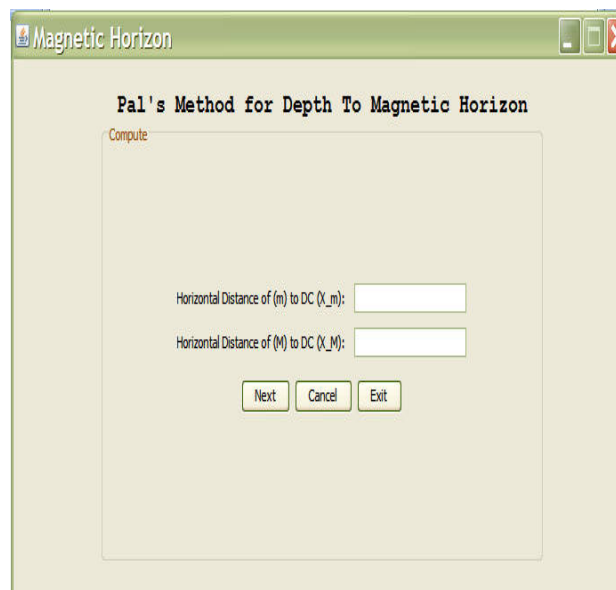 Magnetic Horizon
Pal's Method for Depth To Magnetic Horizon
Compute
Horizontal Distance of (m) to DC (X_m):
Horizontal Distance of (M) to DC (X_M):
Next Cancel Exit